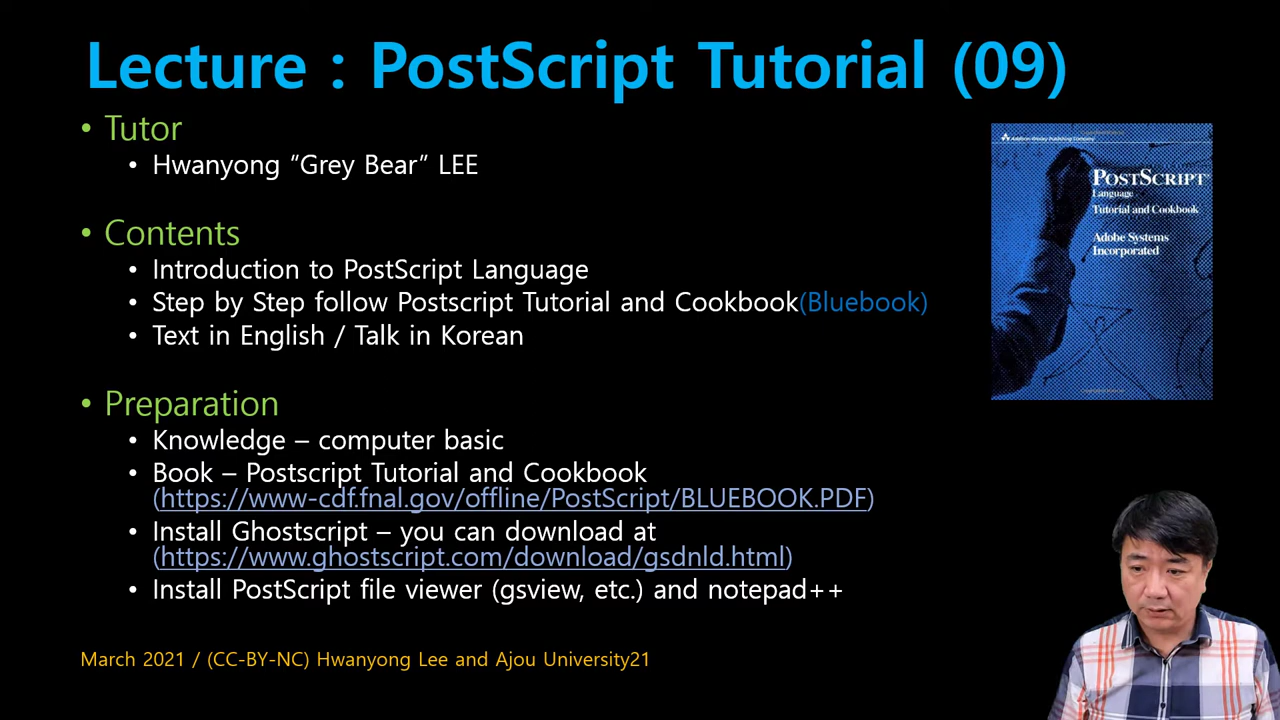 Lecture : PostScript Tutorial (09)
• Tutor
• Hwanyong “Grey Bear” LEE
• Contents
• Introduction to PostScript Language
• Step by Step follow Postscript Tutorial and Cookbook(Bluebook)
• Text in English / Talk in Korean
• Preparation
• Knowledge – computer basic
• Book – Postscript Tutorial and Cookbook
(https://www-cdf.fnal.gov/offline/PostScript/BLUEBOOK.PDF)
• Install Ghostscript – you can download at
(https://www.ghostscript.com/download/gsdnld.html)
• Install PostScript file viewer (gsview, etc.) and notepad++
March 2021 / (CC-BY-NC) Hwanyong Lee and Ajou University21
Addison-Wesley Publishing Company
POSTSCRIPT®
Language
Tutorial and Cookbook
Adobe Systems
Incorporated